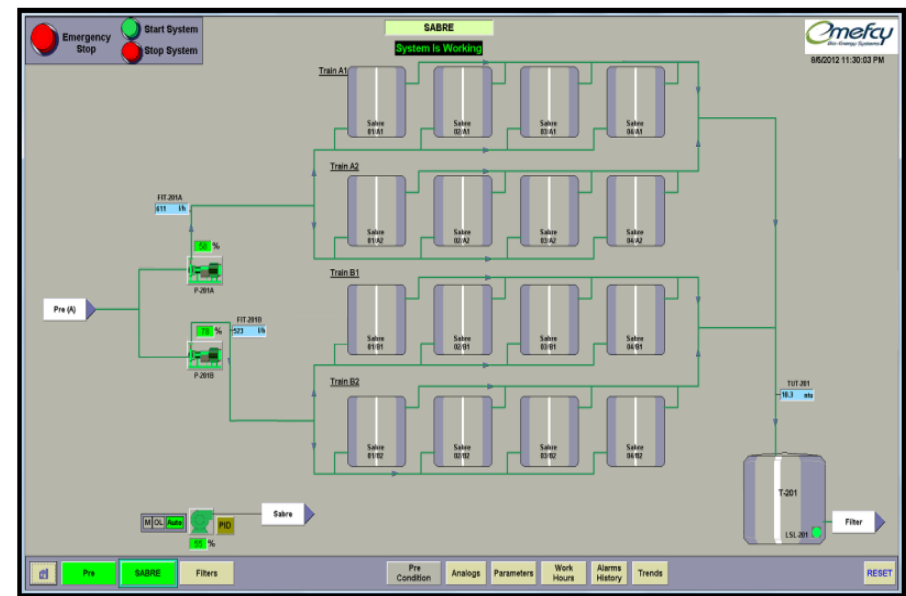 Emergency Stop
Start System
Stop System
SABRE
System Is Working
emefcy
Bio-Energy Systems
8/6/2012 11:30:03 PM
Train A1
Sabre 01/A1
Sabre 02/A1
Sabre 03/A1
Sabre 04/A1
Train A2
Sabre 01/A2
Sabre 02/A2
Sabre 03/A2
Sabre 04/A2
FIT-201A
611 l/h
58 %
P-201A
Pre (A)
Train B1
Sabre 01/B1
Sabre 02/B1
Sabre 03/B1
Sabre 04/B1
FIT-201B
78 % 523 l/h
P-201B
Train B2
Sabre 01/B2
Sabre 02/B2
Sabre 03/B2
Sabre 04/B2
TUT-201
10.3 ntu
T-201
LSL-201
Filter
M OL Auto
PID
55 %
Sabre
Pre
SABRE
Filters
Pre Condition
Analogs
Parameters
Work Hours
Alarms History
Trends
RESET